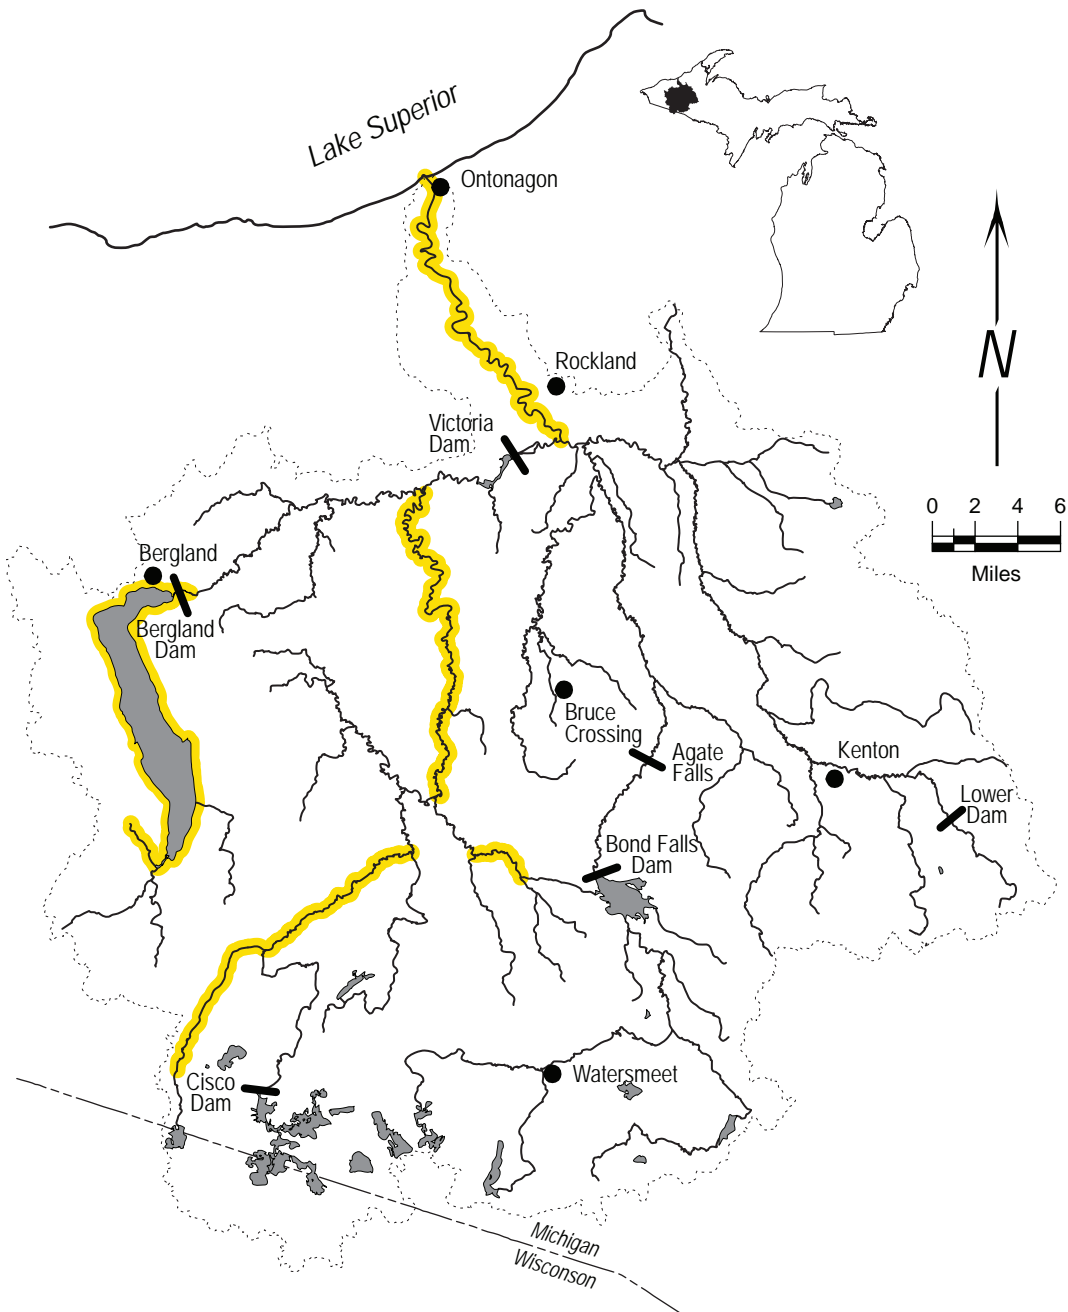 Lake Superior
Ontonagon
Rockland
Victoria
Dam
N
0 2 4 6
Miles
Bergland
Bergland
Dam
Bruce
Crossing
Agate
Falls
Kenton
Lower
Dam
Bond Falls
Dam
Cisco
Dam
Watersmeet
Michigan
Wisconson